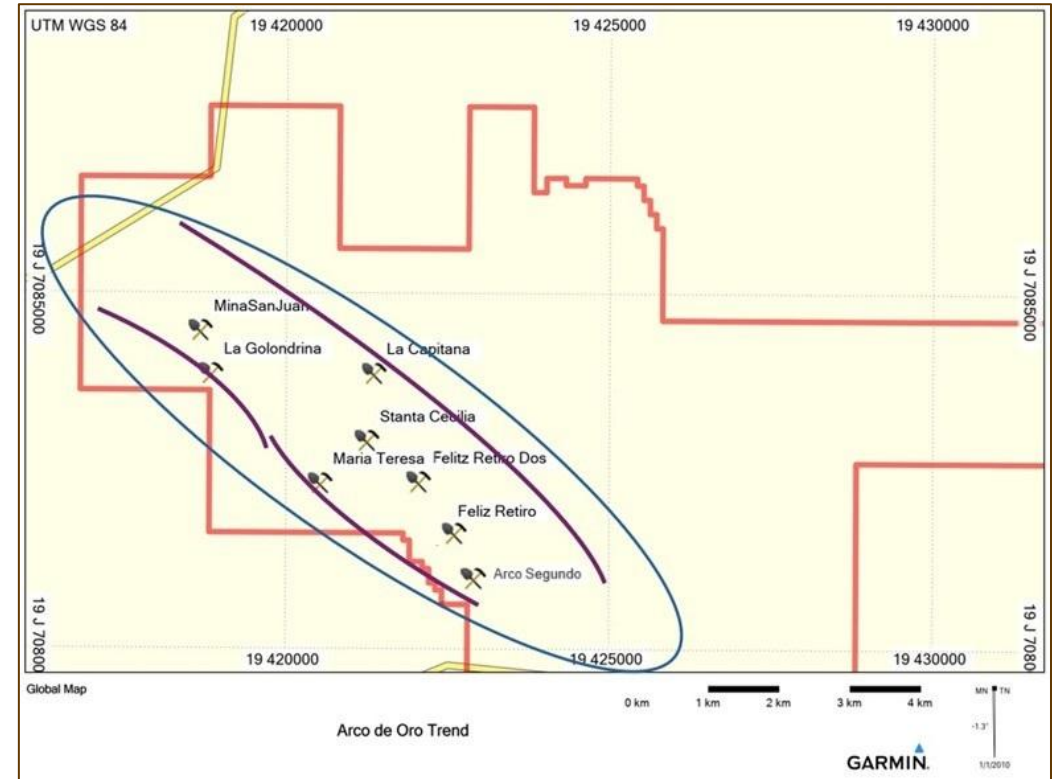 UTM WGS 84
19 420000
19 425000
19 430000
19 J 7085000
19 J 7085000
MinaSanJuan
La Golondrina
La Capitana
Stanta Cecilia
Maria Teresa
Felitz Retiro Dos
Feliz Retiro
Arco Segundo
19 J 70800
19 J 7080
19 420000
19 425000
19 430000
Global Map
0 km
1 km
2 km
3 km
4 km
MN
TN
-1.3°
Arco de Oro Trend
GARMIN.
1/1/2010